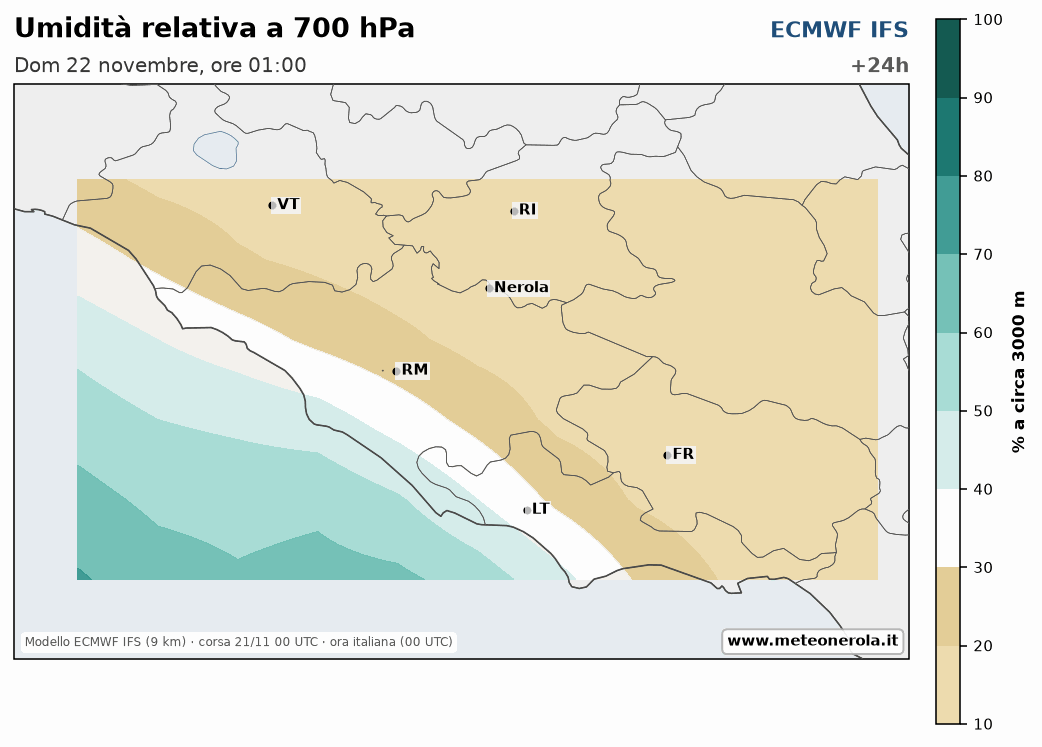 Umidità relativa a 700 hPa
ECMWF IFS
Dom 22 novembre, ore 01:00
+24h
100
90
80
70
60
50
40
30
20
10
% a circa 3000 m
VT
RI
Nerola
RM
FR
LT
Modello ECMWF IFS (9 km) · corsa 21/11 00 UTC · ora italiana (00 UTC)
www.meteonerola.it